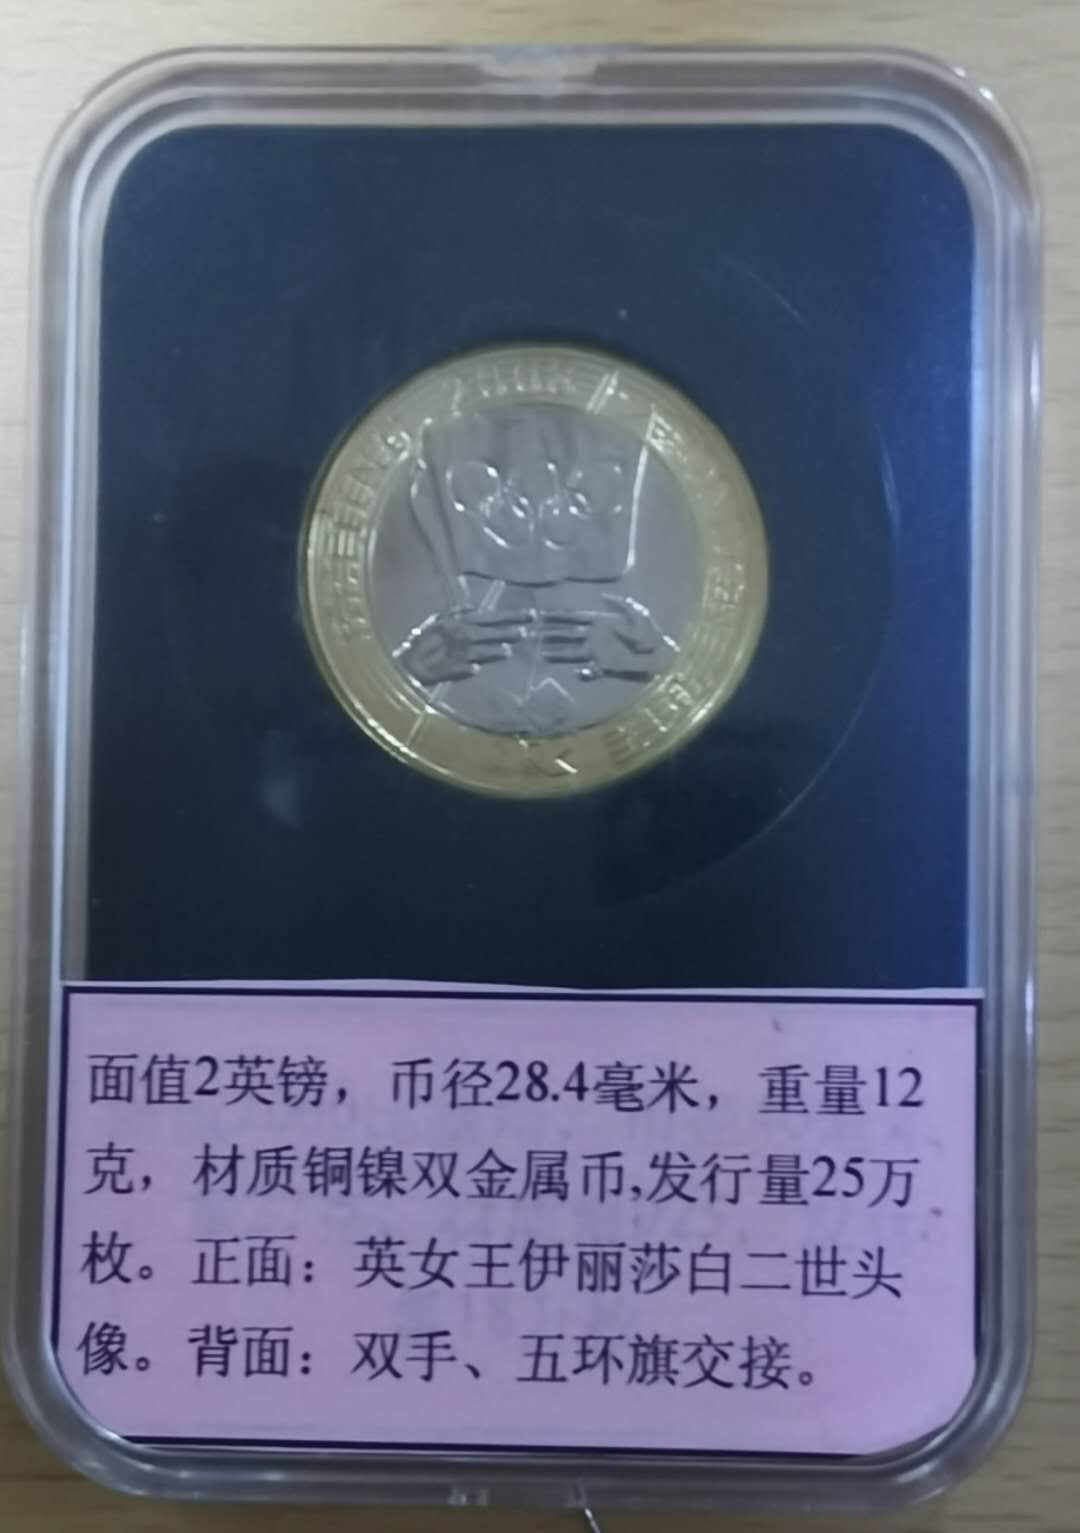 2008
面值2英镑，币径28.4毫米，重量12
克，材质铜镍双金属币,发行量25万
枚。正面：英女王伊丽莎白二世头
像。背面：双手、五环旗交接。